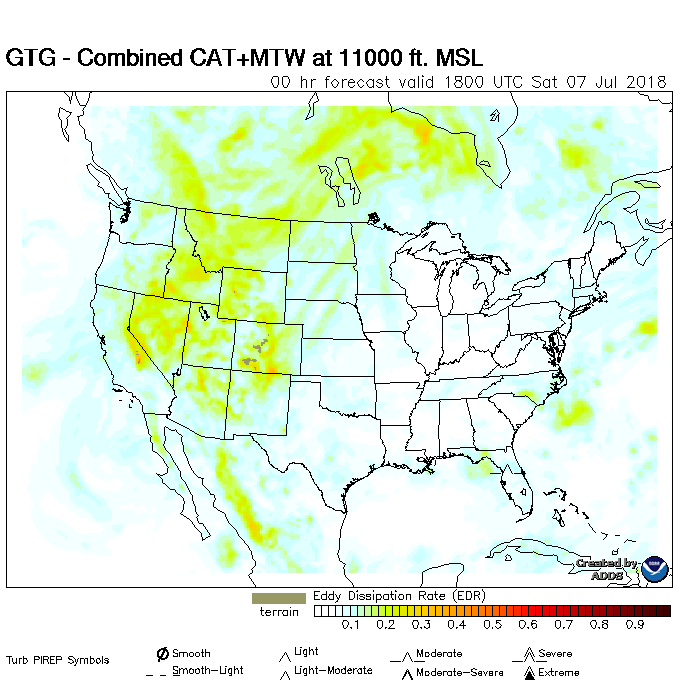 GTG - Combined CAT+MTW at 11000 ft. MSL
00 hr forecast valid 1800 UTC Sat 07 Jul 2018
Created by
ADDS
terrain
Eddy Dissipation Rate (EDR)
0.1 0.2 0.3 0.4 0.5 0.6 0.7 0.8 0.9
Turb PIREP Symbols
Smooth
Light
Moderate
Severe
Smooth-Light
Light-Moderate
Moderate-Severe
Extreme